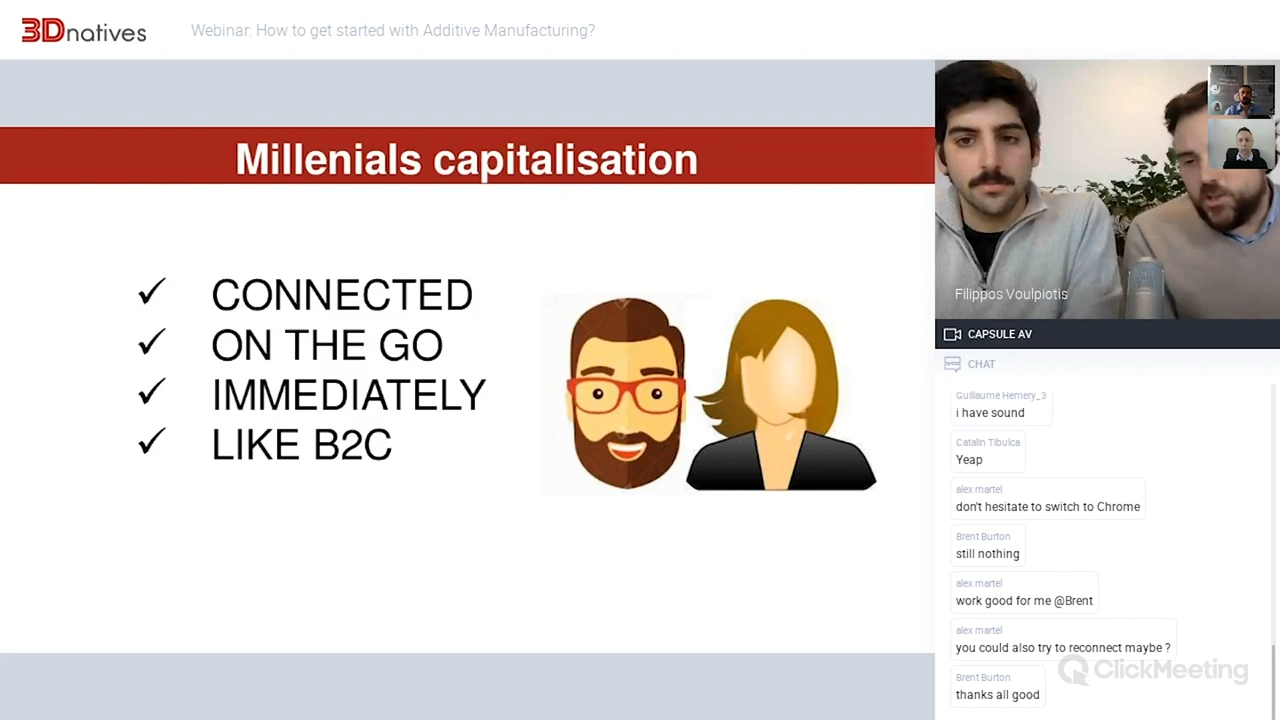 3Dnatives
Webinar: How to get started with Additive Manufacturing?
Millenials capitalisation
✓ CONNECTED
✓ ON THE GO
✓ IMMEDIATELY
✓ LIKE B2C
Filippos Voulpiotis
CAPSULE AV
CHAT
Guillaume Hemery_3
i have sound
Catalin Tibulca
Yeap
alex martel
don't hesitate to switch to Chrome
Brent Burton
still nothing
alex martel
work good for me @Brent
alex martel
you could also try to reconnect maybe ?
Brent Burton
thanks all good
ClickMeeting